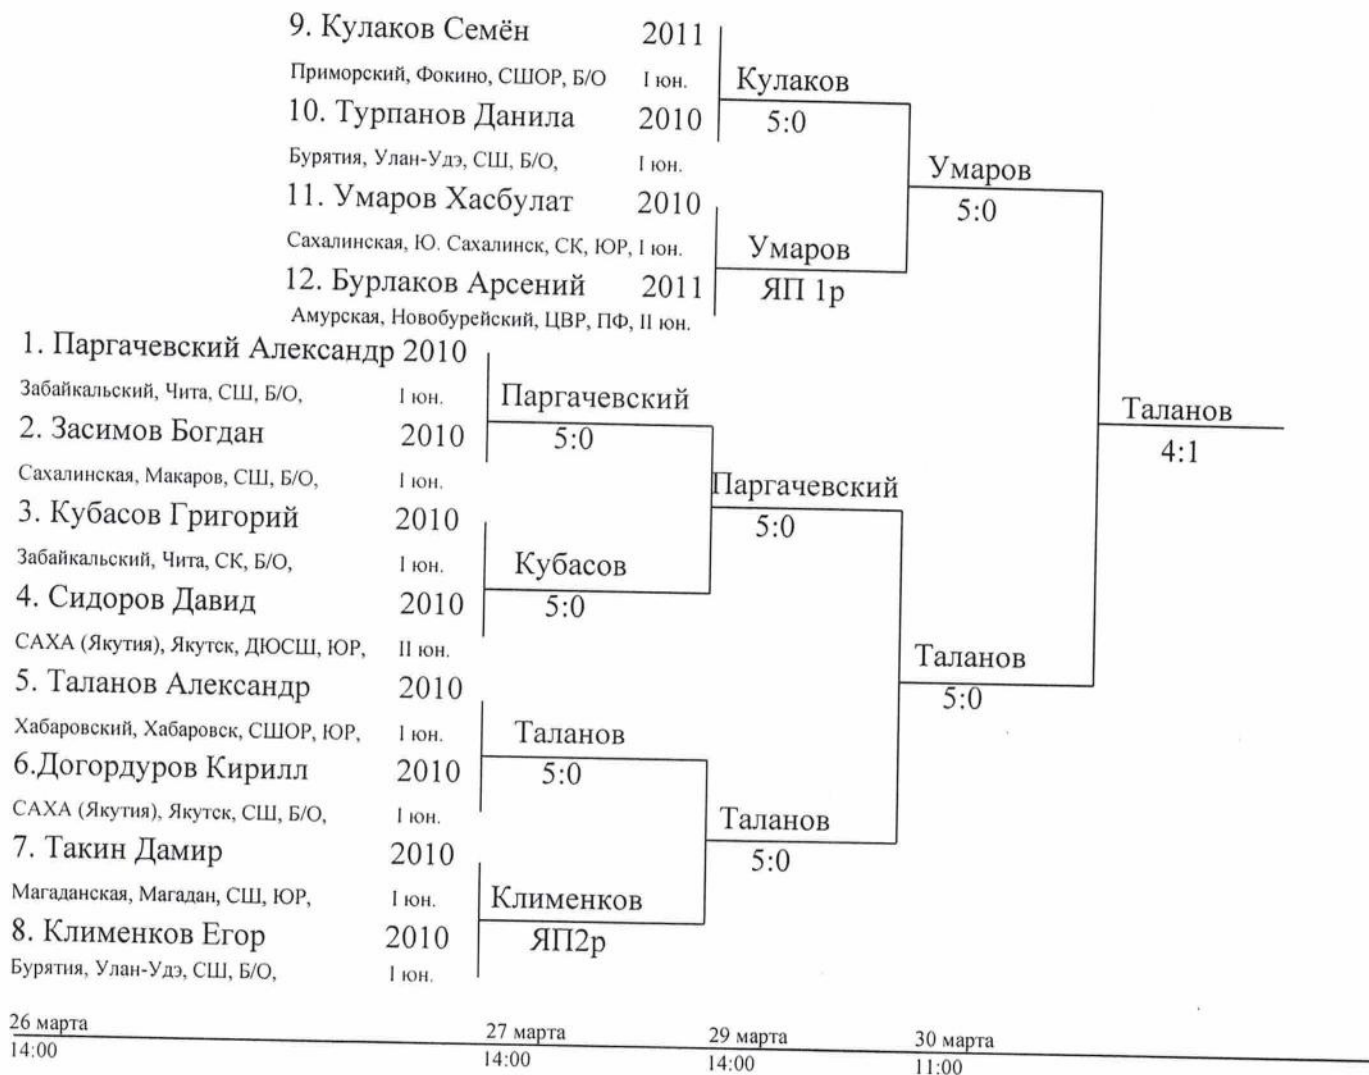 9. Кулаков Семён 2011
Приморский, Фокино, СШОР, Б/О I юн.
Кулаков
5:0
10. Турпанов Данила 2010
Бурятия, Улан-Удэ, СШ, Б/О, I юн.
Умаров
5:0
11. Умаров Хасбулат 2010
Сахалинская, Ю. Сахалинск, СК, ЮР, I юн.
Умаров
ЯП 1р
12. Бурлаков Арсений 2011
Амурская, Новобурейский, ЦВР, ПФ, II юн.
1. Паргачевский Александр 2010
Забайкальский, Чита, СШ, Б/О, I юн.
Паргачевский
5:0
Таланов
4:1
2. Засимов Богдан 2010
Сахалинская, Макаров, СШ, Б/О, I юн.
Паргачевский
5:0
3. Кубасов Григорий 2010
Забайкальский, Чита, СК, Б/О, I юн.
Кубасов
5:0
4. Сидоров Давид 2010
САХА (Якутия), Якутск, ДЮСШ, ЮР, II юн.
Таланов
5:0
5. Таланов Александр 2010
Хабаровский, Хабаровск, СШОР, ЮР, I юн.
Таланов
5:0
6.Догордуров Кирилл 2010
САХА (Якутия), Якутск, СШ, Б/О, I юн.
Таланов
5:0
7. Такин Дамир 2010
Магаданская, Магадан, СШ, ЮР, I юн.
Клименков
ЯП2р
8. Клименков Егор 2010
Бурятия, Улан-Удэ, СШ, Б/О, I юн.
26 марта 27 марта 29 марта 30 марта
14:00 14:00 14:00 11:00